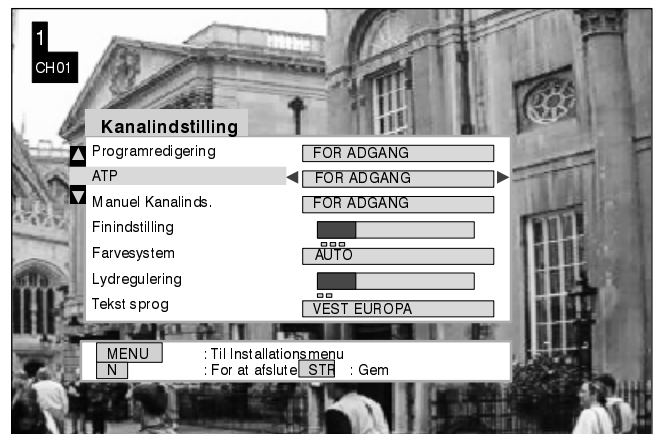 1
CH01
Kanalindstilling
Programredigering FOR ADGANG
ATP FOR ADGANG
Manuel Kanalinds. FOR ADGANG
Finindstilling
Farvesystem AUTO
Lydregulering
Tekst sprog VEST EUROPA
MENU : Til Installationsmenu
N : For at afslute STR : Gem